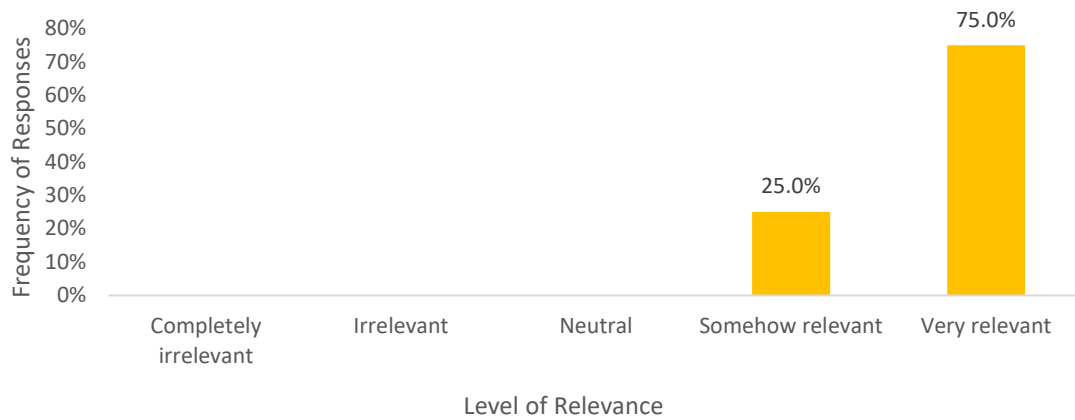 Frequency of Responses
80%
70%
60%
50%
40%
30%
20%
10%
0%
25.0%
75.0%
Completely
irrelevant
Irrelevant
Neutral
Somehow relevant
Very relevant
Level of Relevance